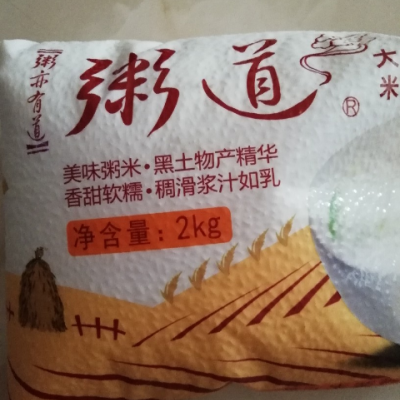 粥亦有道
粥道
®
大米
美味粥米·黑土物产精华
香甜软糯·稠滑浆汁如乳
净含量：2kg